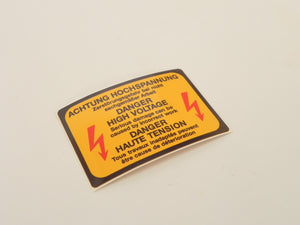 ACHTUNG HOCHSPANNUNG
Zerstörungsgefahr bei nicht
sachgemäßer Arbeit
DANGER
HIGH VOLTAGE
Serious damage can be
caused by incorrect work
DANGER
HAUTE TENSION
Tous travaux inadaptés peuvent
être cause de détérioration